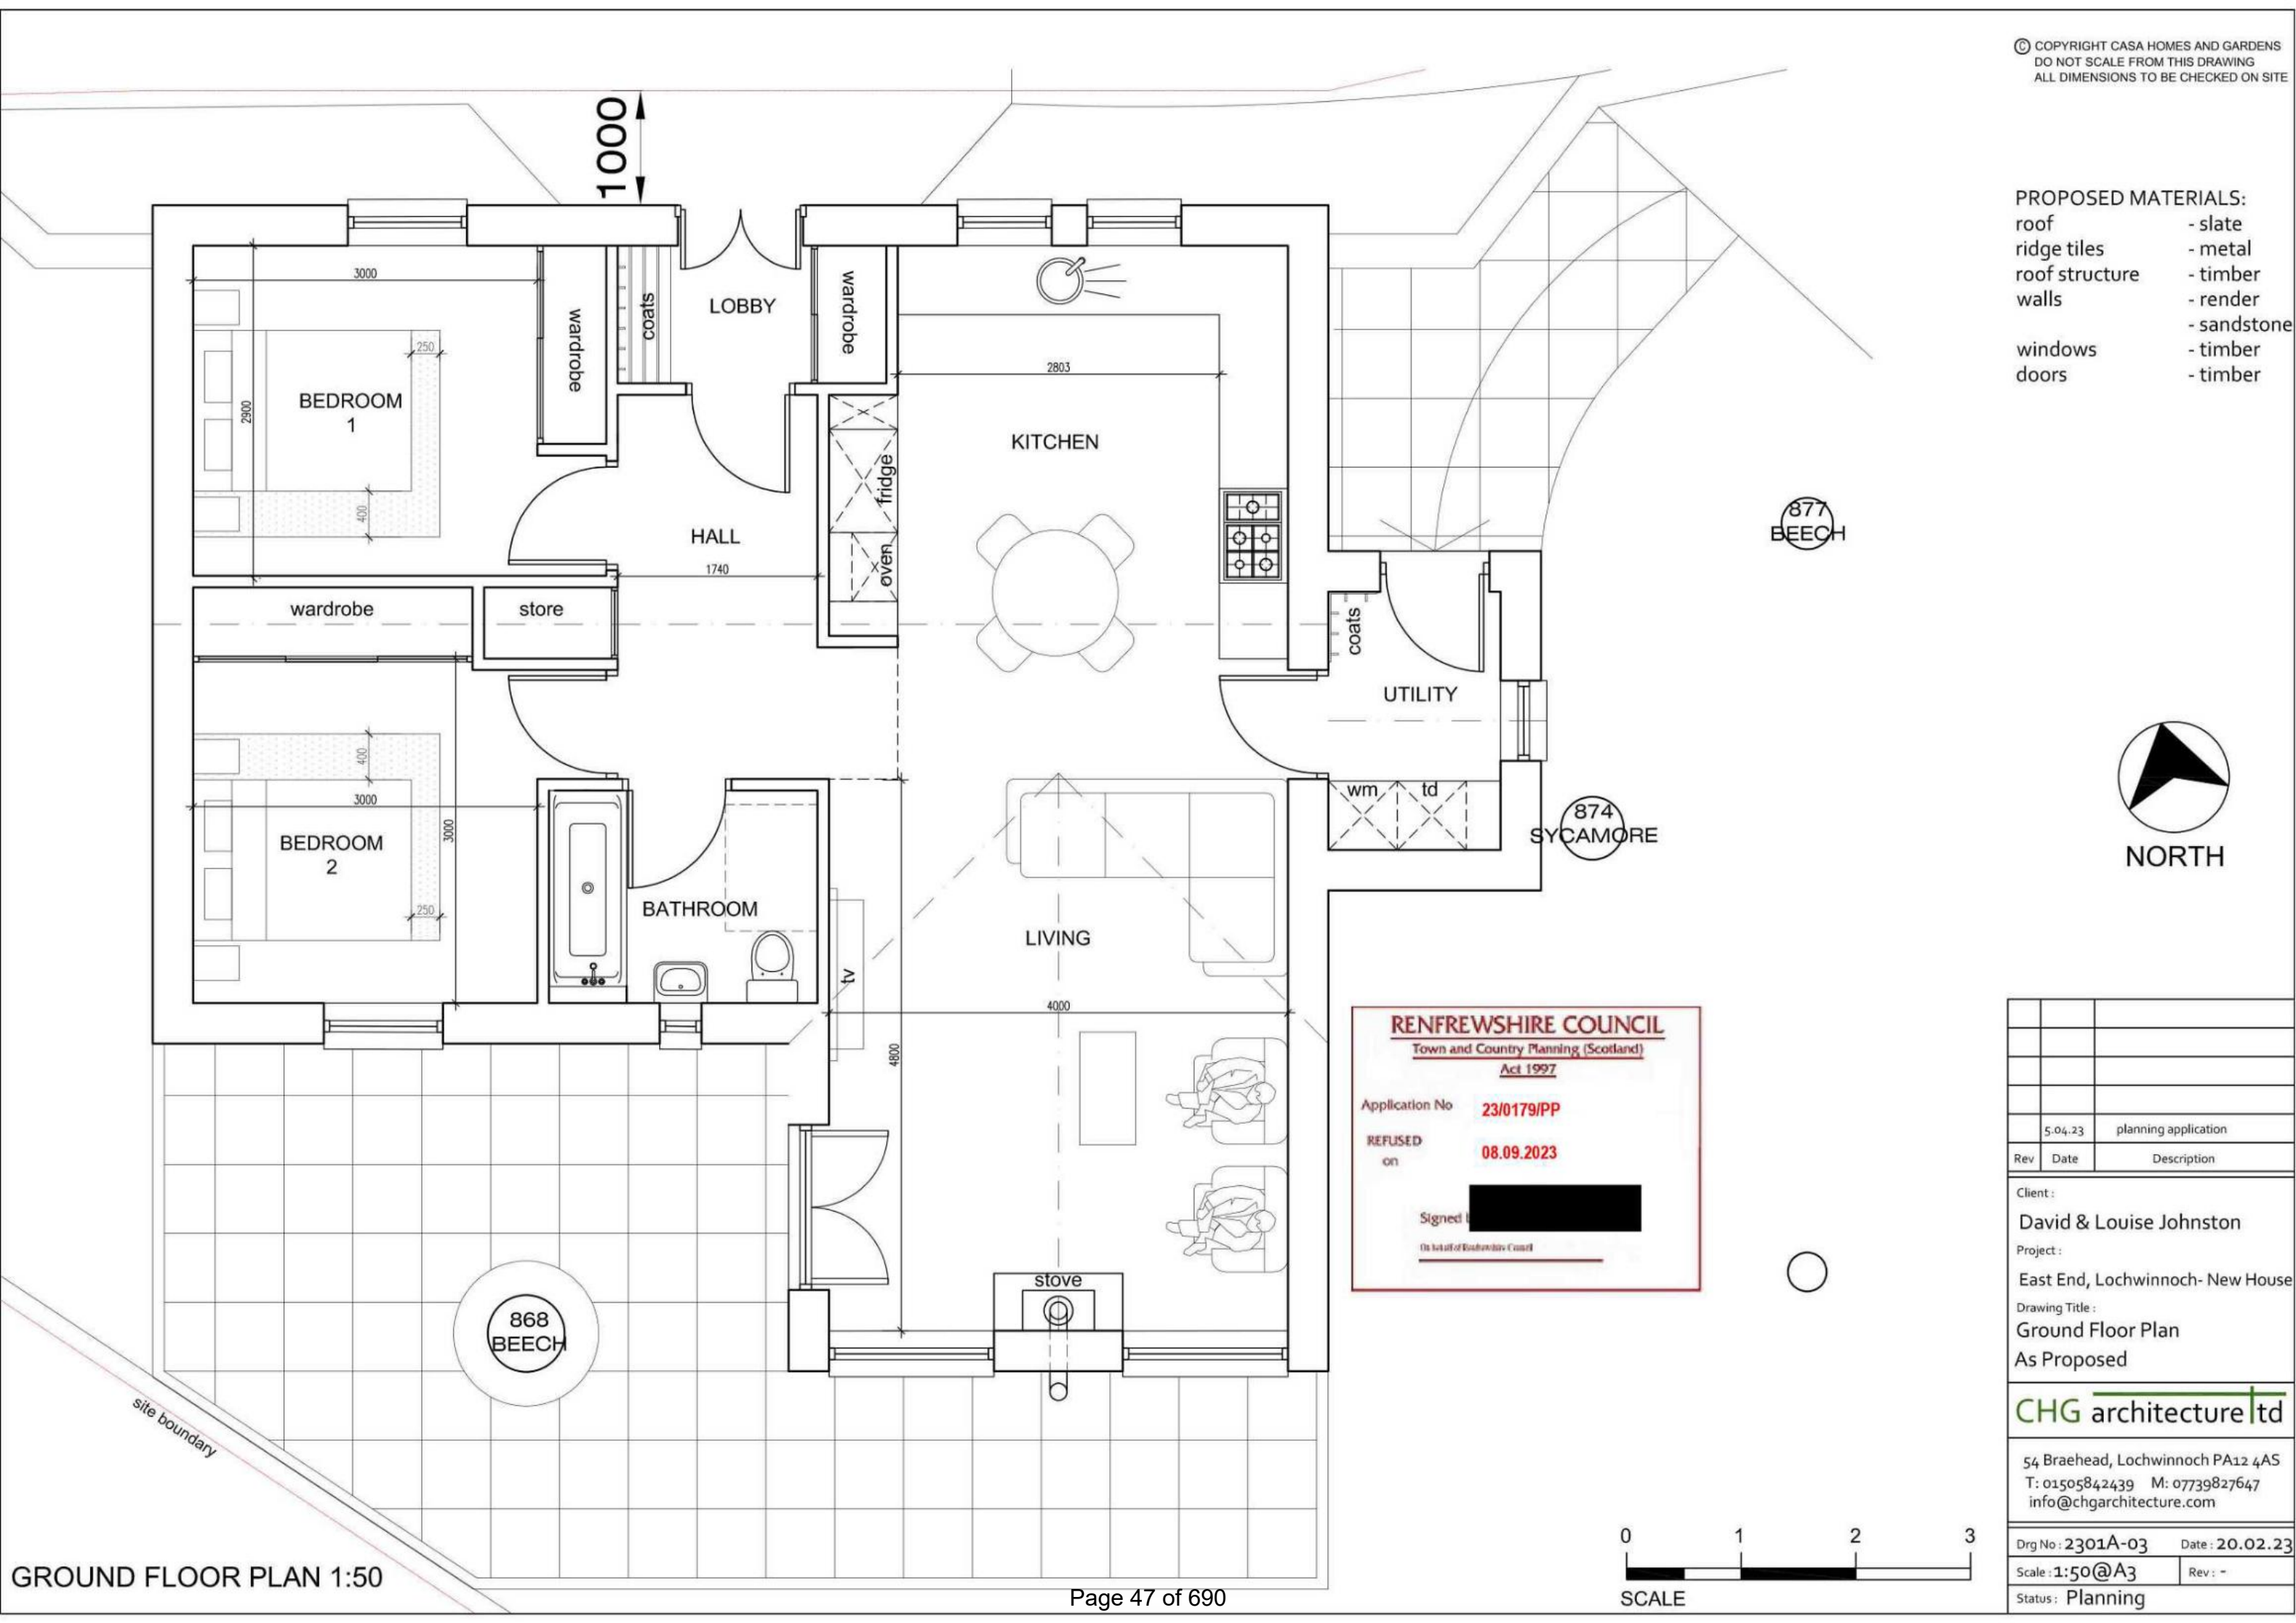 © COPYRIGHT CASA HOMES AND GARDENS
DO NOT SCALE FROM THIS DRAWING
ALL DIMENSIONS TO BE CHECKED ON SITE
PROPOSED MATERIALS:
roof - slate
ridge tiles - metal
roof structure - timber
walls - render
- sandstone
windows - timber
doors - timber
1000
3000
wardrobe
coats
LOBBY
wardrobe
250
2803
2900
BEDROOM
1
KITCHEN
400
fridge
HALL
oven
1740
877
BEECH
wardrobe
store
coats
UTILITY
400
3000
wm
td
874
SYCAMORE
BEDROOM
2
3000
250
BATHROOM
LIVING
tv
4000
4800
stove
868
BEECH
site boundary
NORTH
RENFREWSHIRE COUNCIL
Town and Country Planning (Scotland)
Act 1997
Application No 23/0179/PP
REFUSED
on 08.09.2023
Signed
On behalf of Renfrewshire Council
5.04.23 planning application
Rev Date Description
Client :
David & Louise Johnston
Project :
East End, Lochwinnoch- New House
Drawing Title :
Ground Floor Plan
As Proposed
CHG architecture ltd
54 Braehead, Lochwinnoch PA12 4AS
T: 01505842439 M: 07739827647
info@chgarchitecture.com
Drg No : 2301A-03 Date : 20.02.23
Scale : 1:50@A3 Rev : -
Status : Planning
0 1 2 3
SCALE
GROUND FLOOR PLAN 1:50
Page 47 of 690